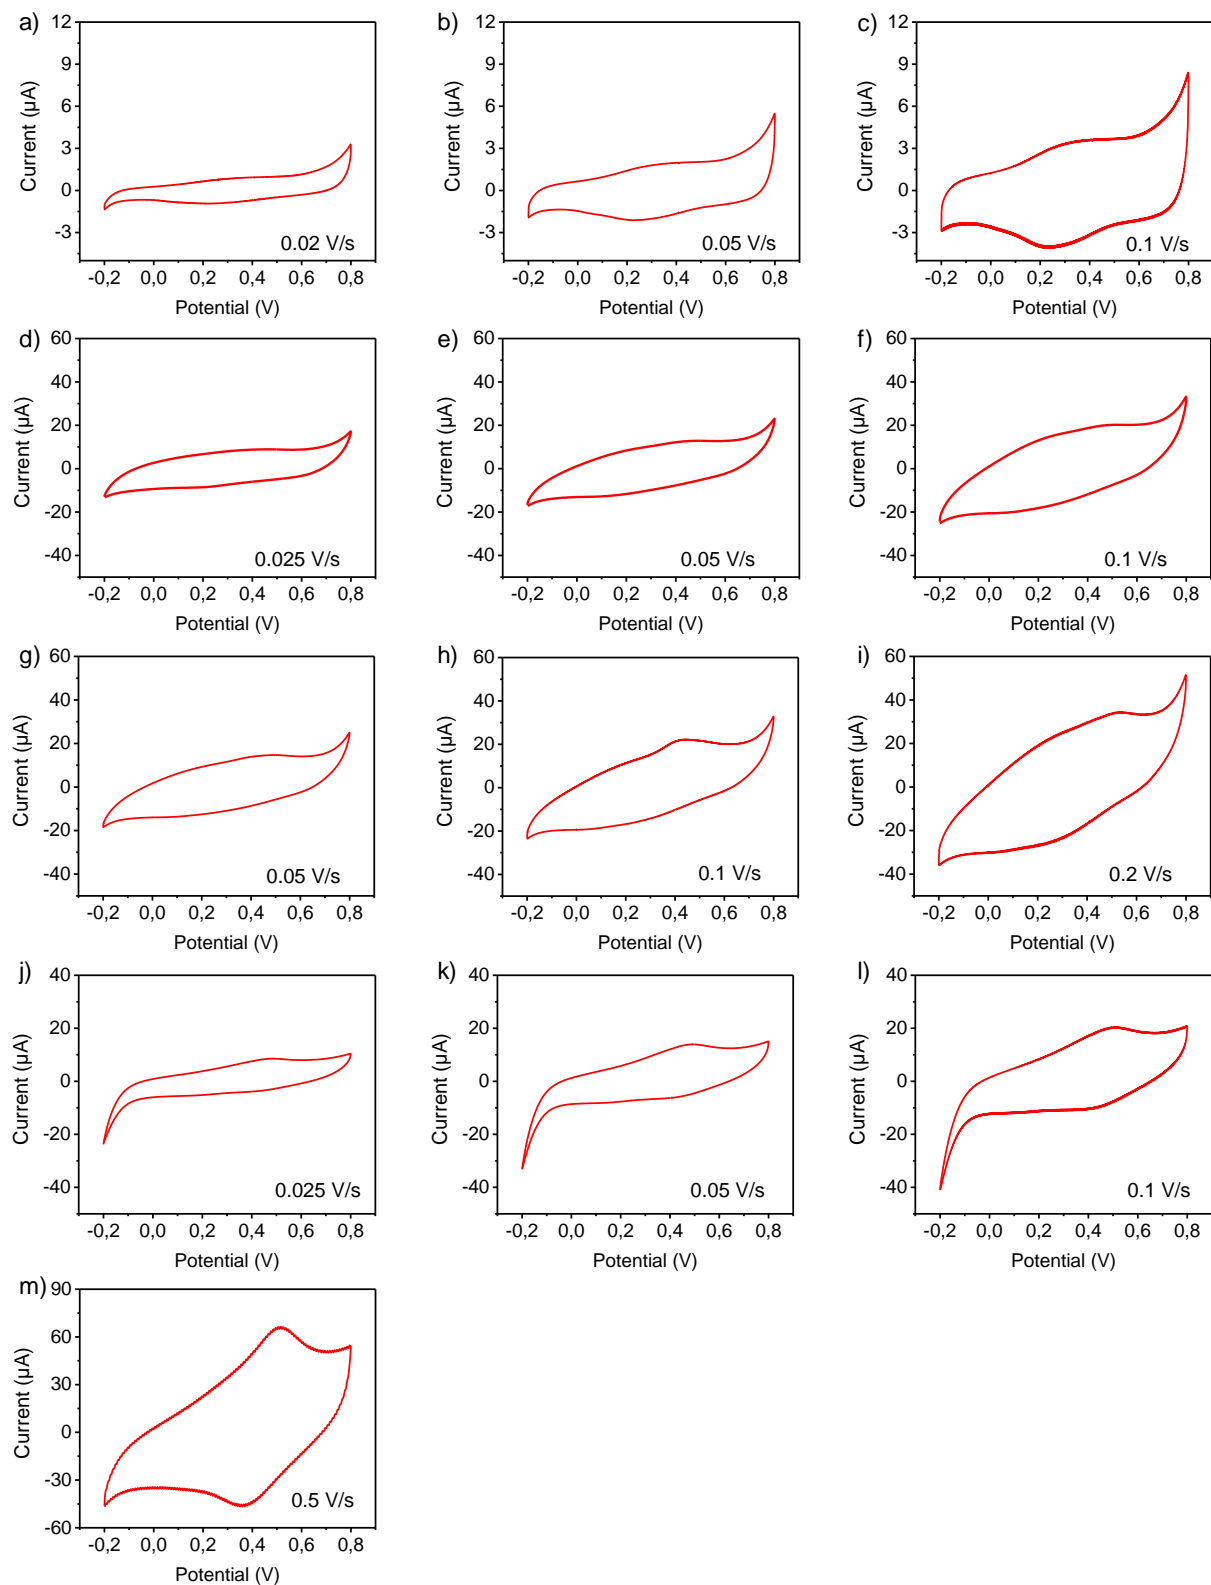 a)
12
9
6
3
0
-3
Current (µA)
0.02 V/s
-0,2 0,0 0,2 0,4 0,6 0,8
Potential (V)
b)
12
9
6
3
0
-3
Current (µA)
0.05 V/s
-0,2 0,0 0,2 0,4 0,6 0,8
Potential (V)
c)
12
9
6
3
0
-3
Current (µA)
0.1 V/s
-0,2 0,0 0,2 0,4 0,6 0,8
Potential (V)
d)
60
40
20
0
-20
-40
Current (µA)
0.025 V/s
-0,2 0,0 0,2 0,4 0,6 0,8
Potential (V)
e)
60
40
20
0
-20
-40
Current (µA)
0.05 V/s
-0,2 0,0 0,2 0,4 0,6 0,8
Potential (V)
f)
60
40
20
0
-20
-40
Current (µA)
0.1 V/s
-0,2 0,0 0,2 0,4 0,6 0,8
Potential (V)
g)
60
40
20
0
-20
-40
Current (µA)
0.05 V/s
-0,2 0,0 0,2 0,4 0,6 0,8
Potential (V)
h)
60
40
20
0
-20
-40
Current (µA)
0.1 V/s
-0,2 0,0 0,2 0,4 0,6 0,8
Potential (V)
i)
60
40
20
0
-20
-40
Current (µA)
0.2 V/s
-0,2 0,0 0,2 0,4 0,6 0,8
Potential (V)
j)
40
20
0
-20
-40
Current (µA)
0.025 V/s
-0,2 0,0 0,2 0,4 0,6 0,8
Potential (V)
k)
40
20
0
-20
-40
Current (µA)
0.05 V/s
-0,2 0,0 0,2 0,4 0,6 0,8
Potential (V)
l)
40
20
0
-20
-40
Current (µA)
0.1 V/s
-0,2 0,0 0,2 0,4 0,6 0,8
Potential (V)
m)
90
60
30
0
-30
-60
Current (µA)
0.5 V/s
-0,2 0,0 0,2 0,4 0,6 0,8
Potential (V)